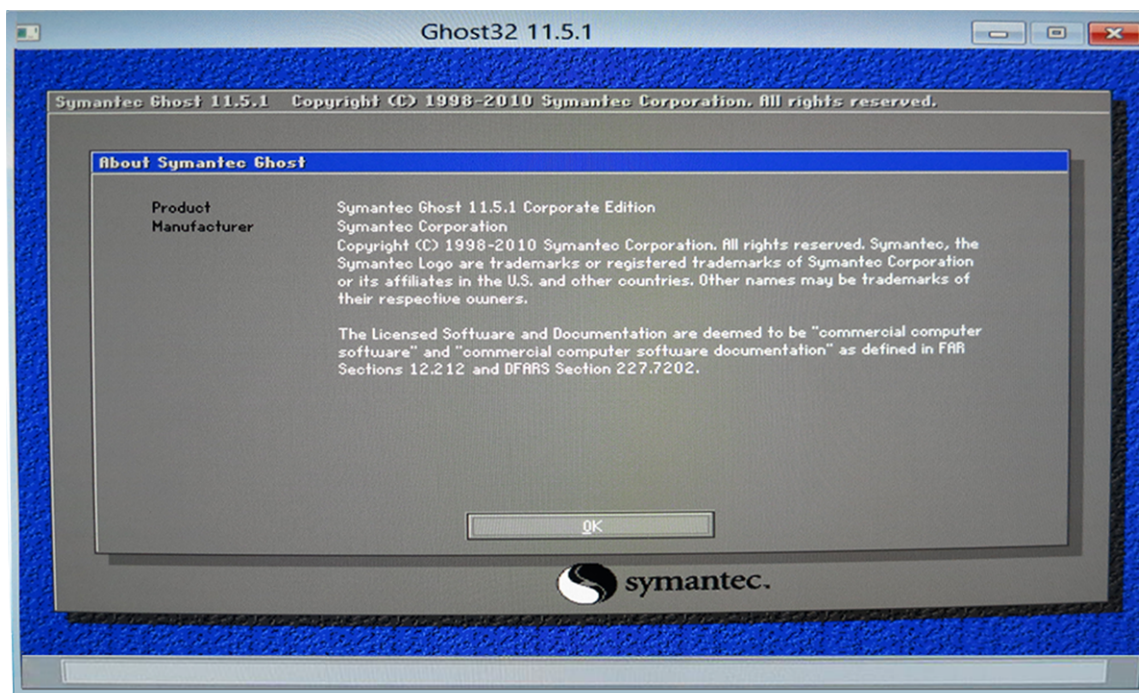 Ghost32 11.5.1
Symantec Ghost 11.5.1 Copyright (C) 1998-2010 Symantec Corporation. All rights reserved.
About Symantec Ghost
Product Symantec Ghost 11.5.1 Corporate Edition
Manufacturer Symantec Corporation
Copyright (C) 1998-2010 Symantec Corporation. All rights reserved. Symantec, the
Symantec Logo are trademarks or registered trademarks of Symantec Corporation
or its affiliates in the U.S. and other countries. Other names may be trademarks of
their respective owners.
The Licensed Software and Documentation are deemed to be "commercial computer
software" and "commercial computer software documentation" as defined in FAR
Sections 12.212 and DFARS Section 227.7202.
OK
symantec.